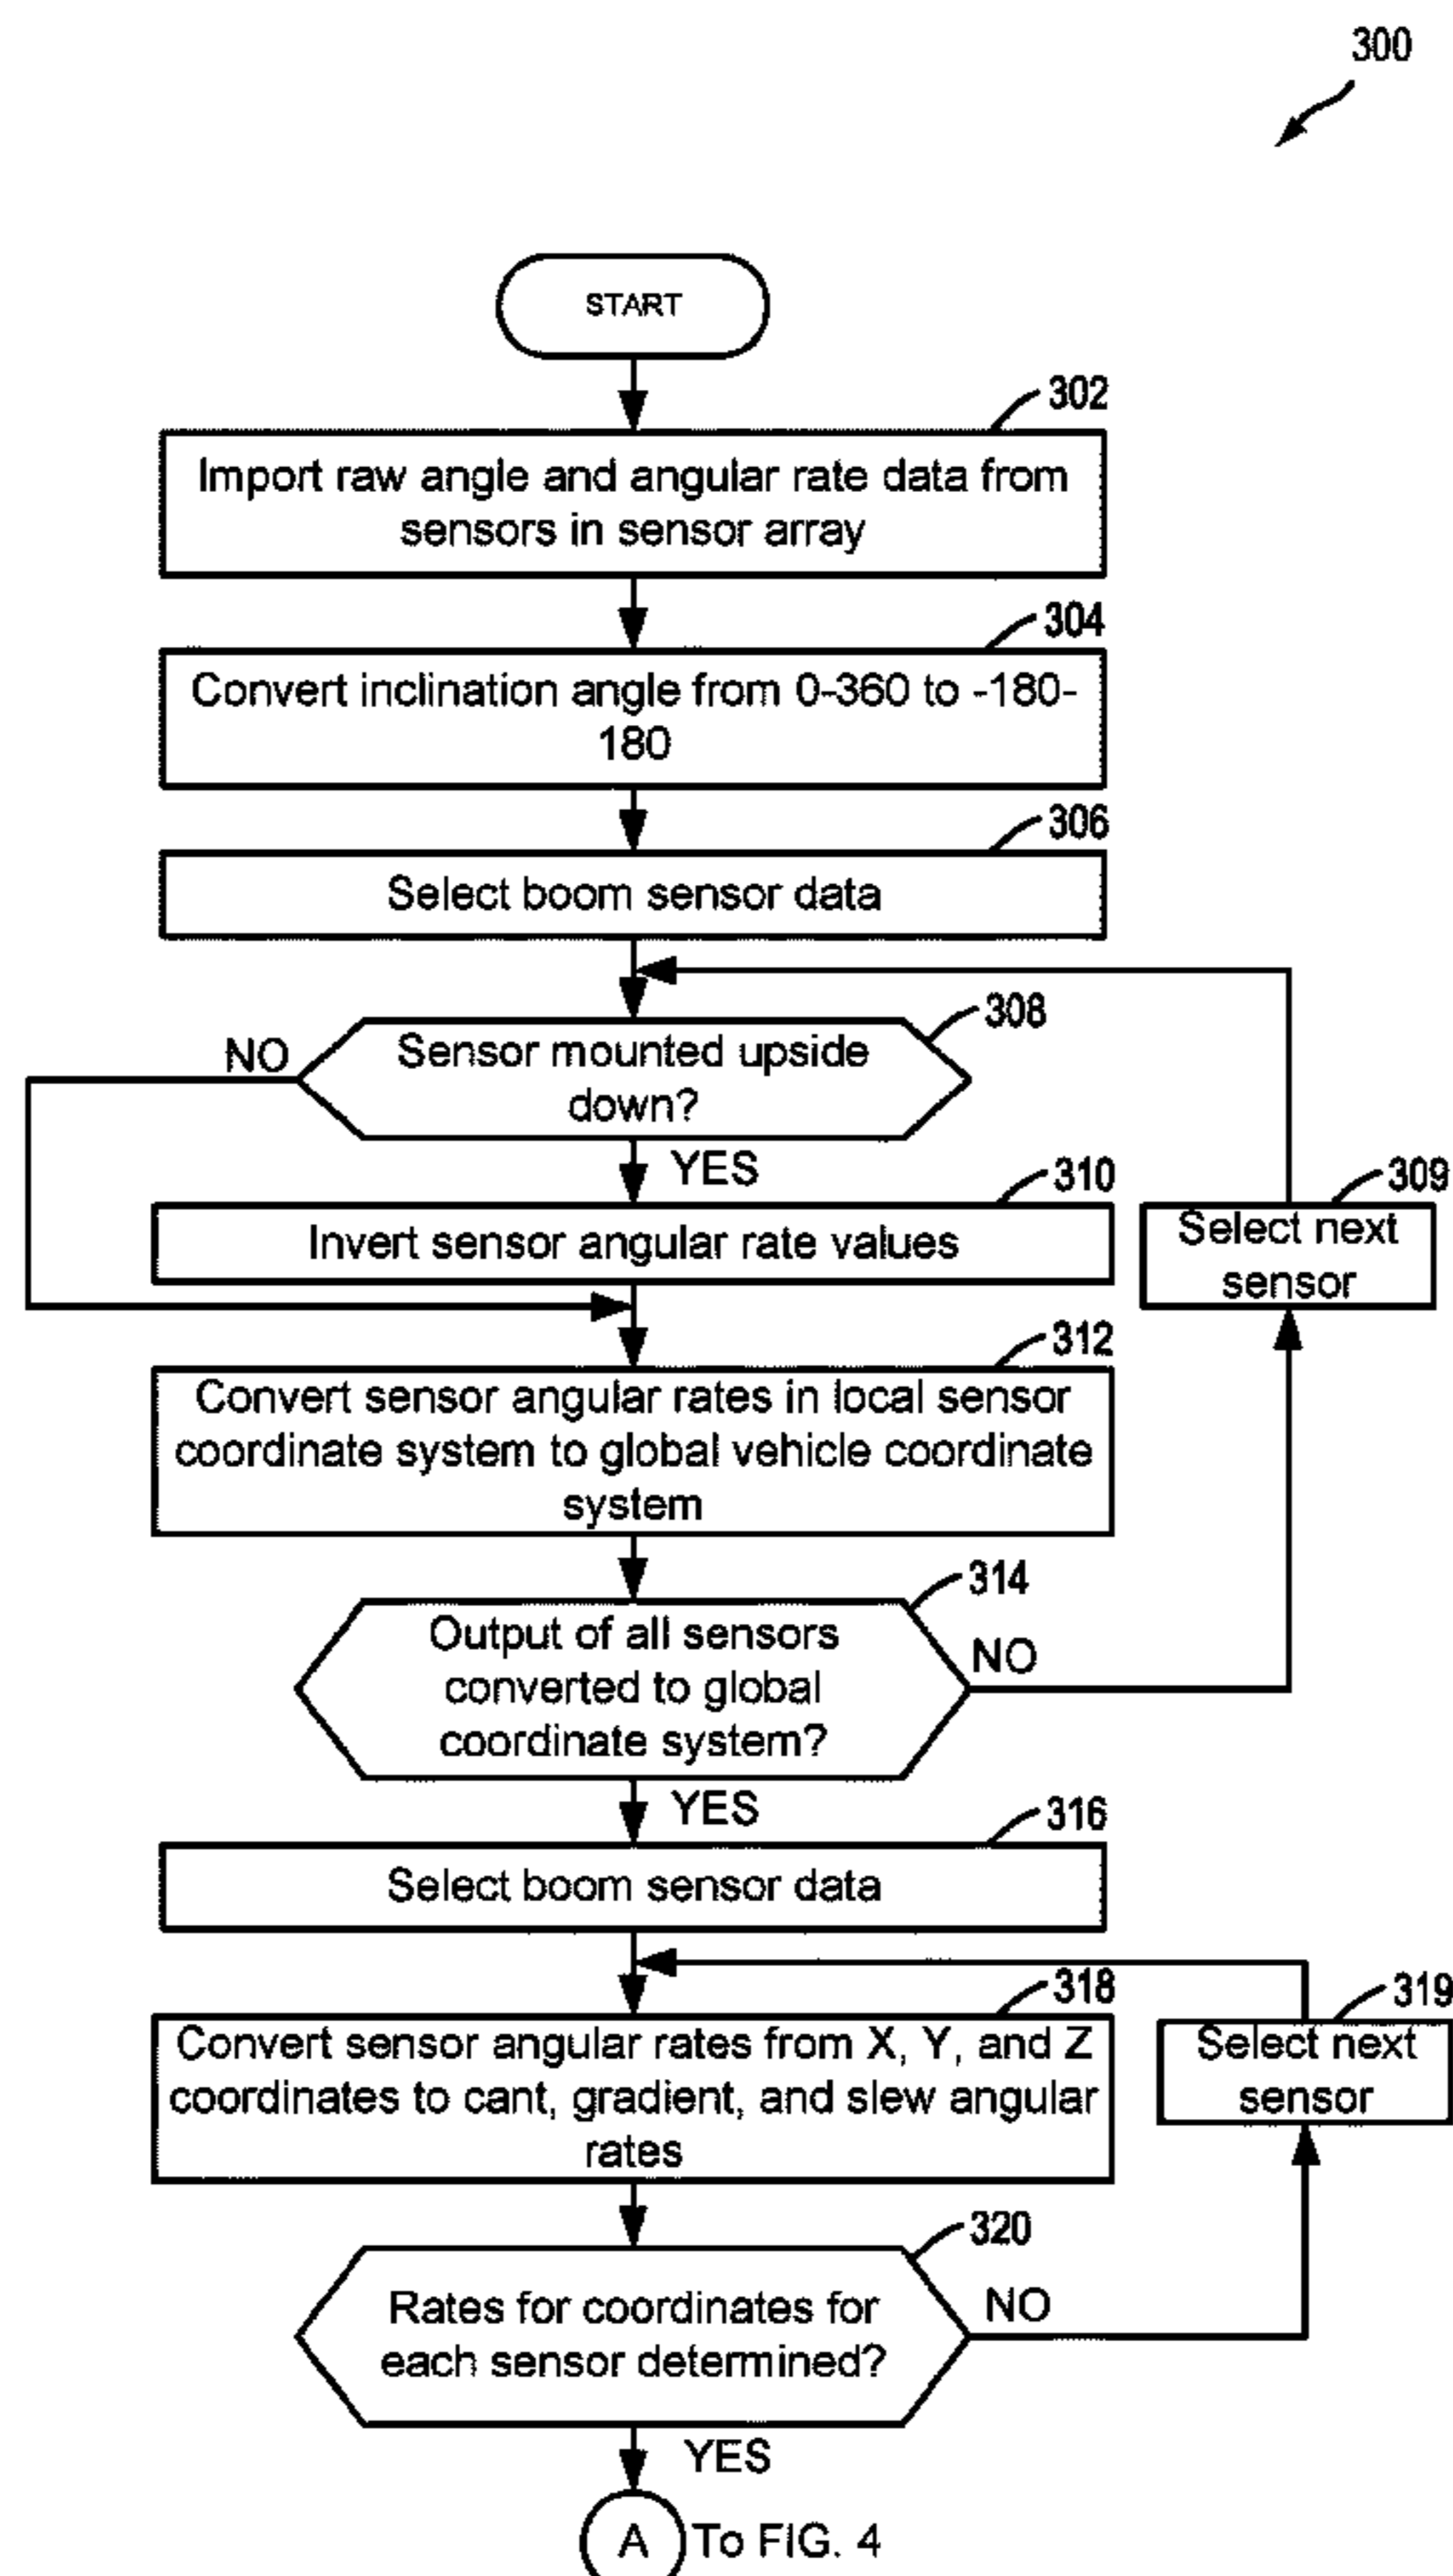 300
START
302
Import raw angle and angular rate data from
sensors in sensor array
304
Convert inclination angle from 0-360 to -180-
180
306
Select boom sensor data
308
NO
Sensor mounted upside
down?
YES
310
Invert sensor angular rate values
309
Select next
sensor
312
Convert sensor angular rates in local sensor
coordinate system to global vehicle coordinate
system
314
Output of all sensors
converted to global
coordinate system?
NO
YES
316
Select boom sensor data
318
Convert sensor angular rates from X, Y, and Z
coordinates to cant, gradient, and slew angular
rates
319
Select next
sensor
320
Rates for coordinates for
each sensor determined?
NO
YES
A To FIG. 4